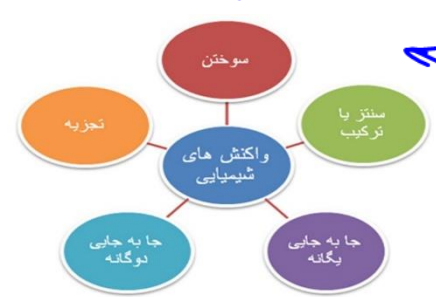 سوختن
سنتز یا
ترکیب
تجزیه
واکنش های
شیمیایی
جا به جایی
یگانه
جا به جایی
دوگانه